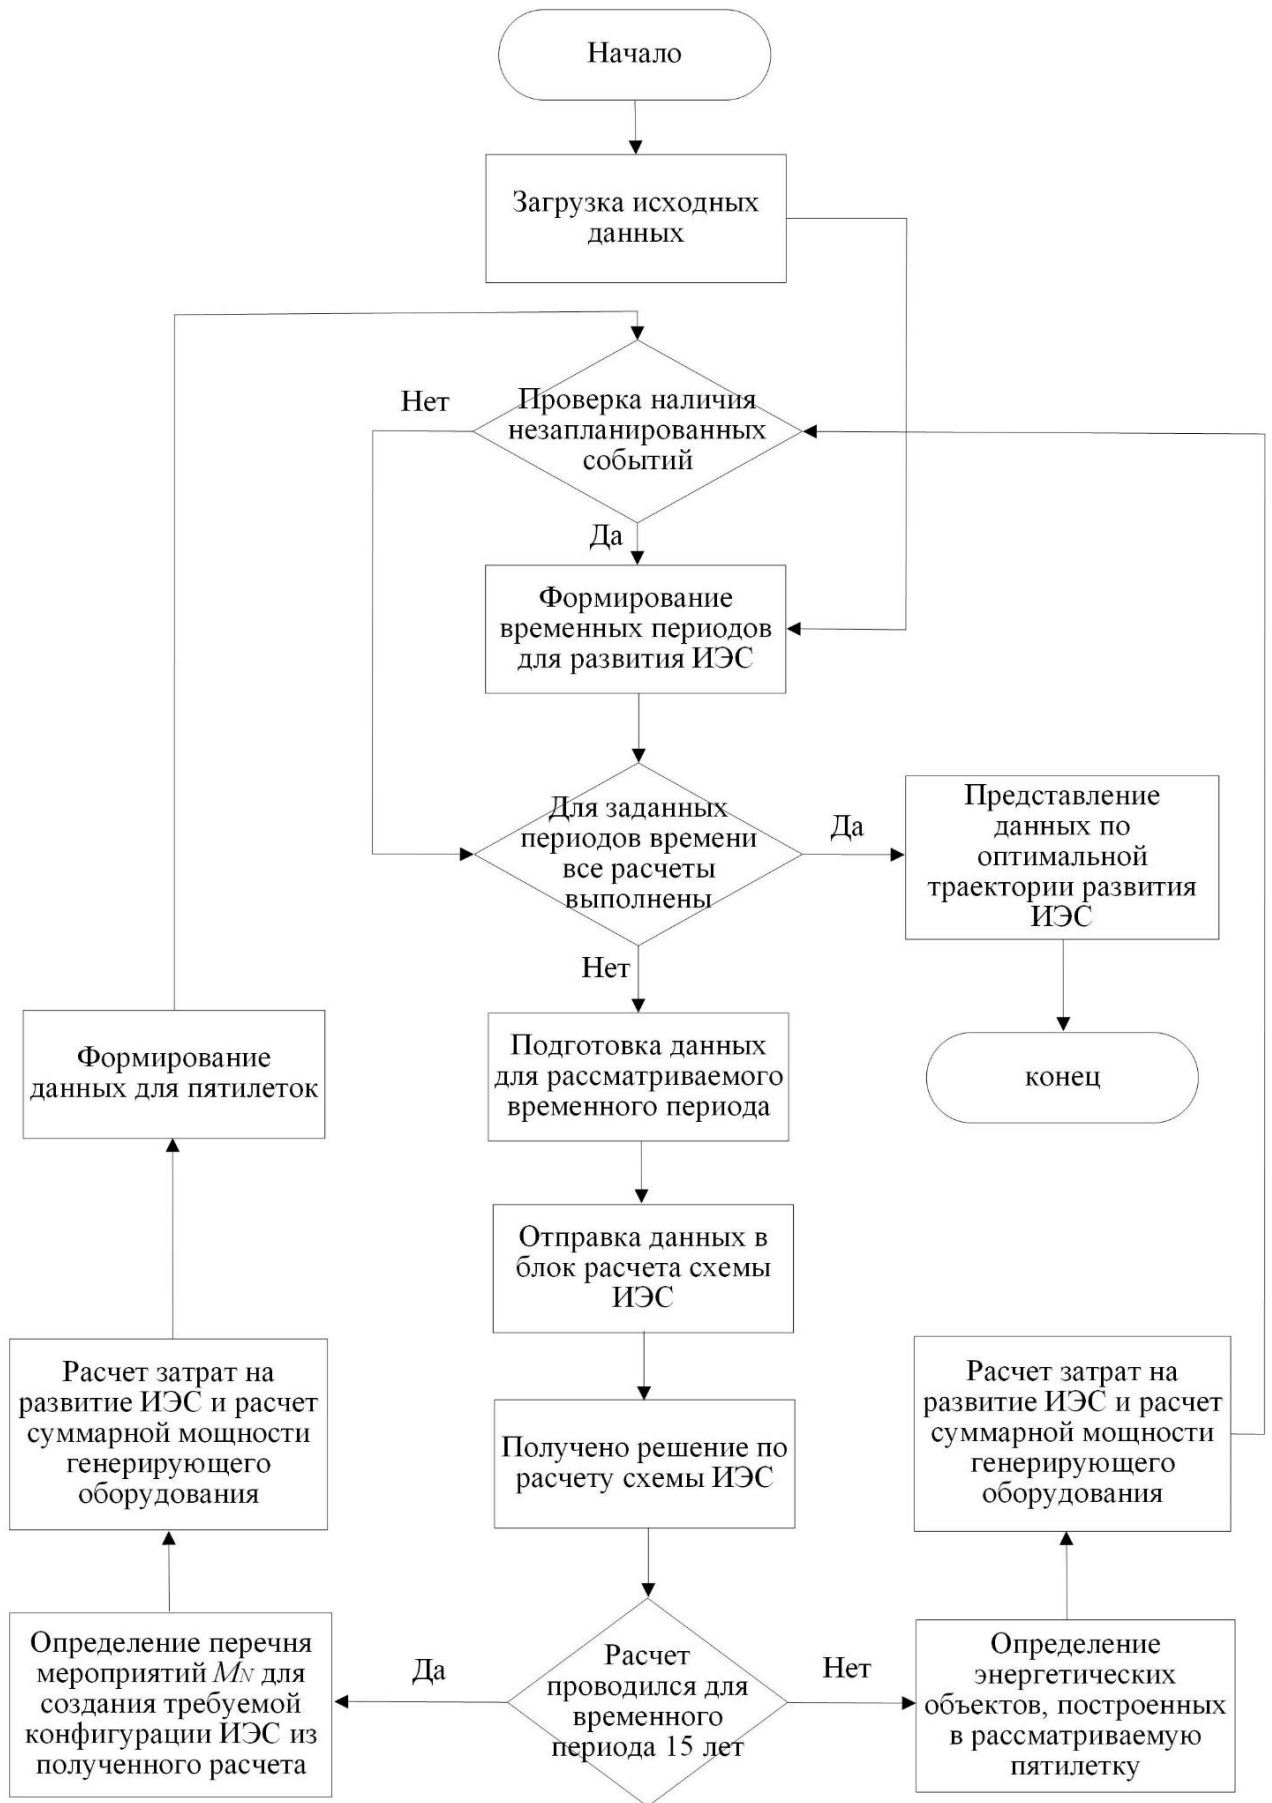 Начало
Загрузка исходных
данных
Нет
Проверка наличия
незапланированных
событий
Да
Формирование
временных периодов
для развития ИЭС
Для заданных
периодов времени
все расчеты
выполнены
Да
Представление
данных по
оптимальной
траектории развития
ИЭС
Нет
конец
Формирование
данных для пятилеток
Подготовка данных
для рассматриваемого
временного периода
Отправка данных в
блок расчета схемы
ИЭС
Расчет затрат на
развитие ИЭС и расчет
суммарной мощности
генерирующего
оборудования
Получено решение по
расчету схемы ИЭС
Расчет затрат на
развитие ИЭС и расчет
суммарной мощности
генерирующего
оборудования
Определение перечня
мероприятий MN для
создания требуемой
конфигурации ИЭС из
полученного расчета
Да
Расчет
проводился для
временного
периода 15 лет
Нет
Определение
энергетических
объектов, построенных
в рассматриваемую
пятилетку